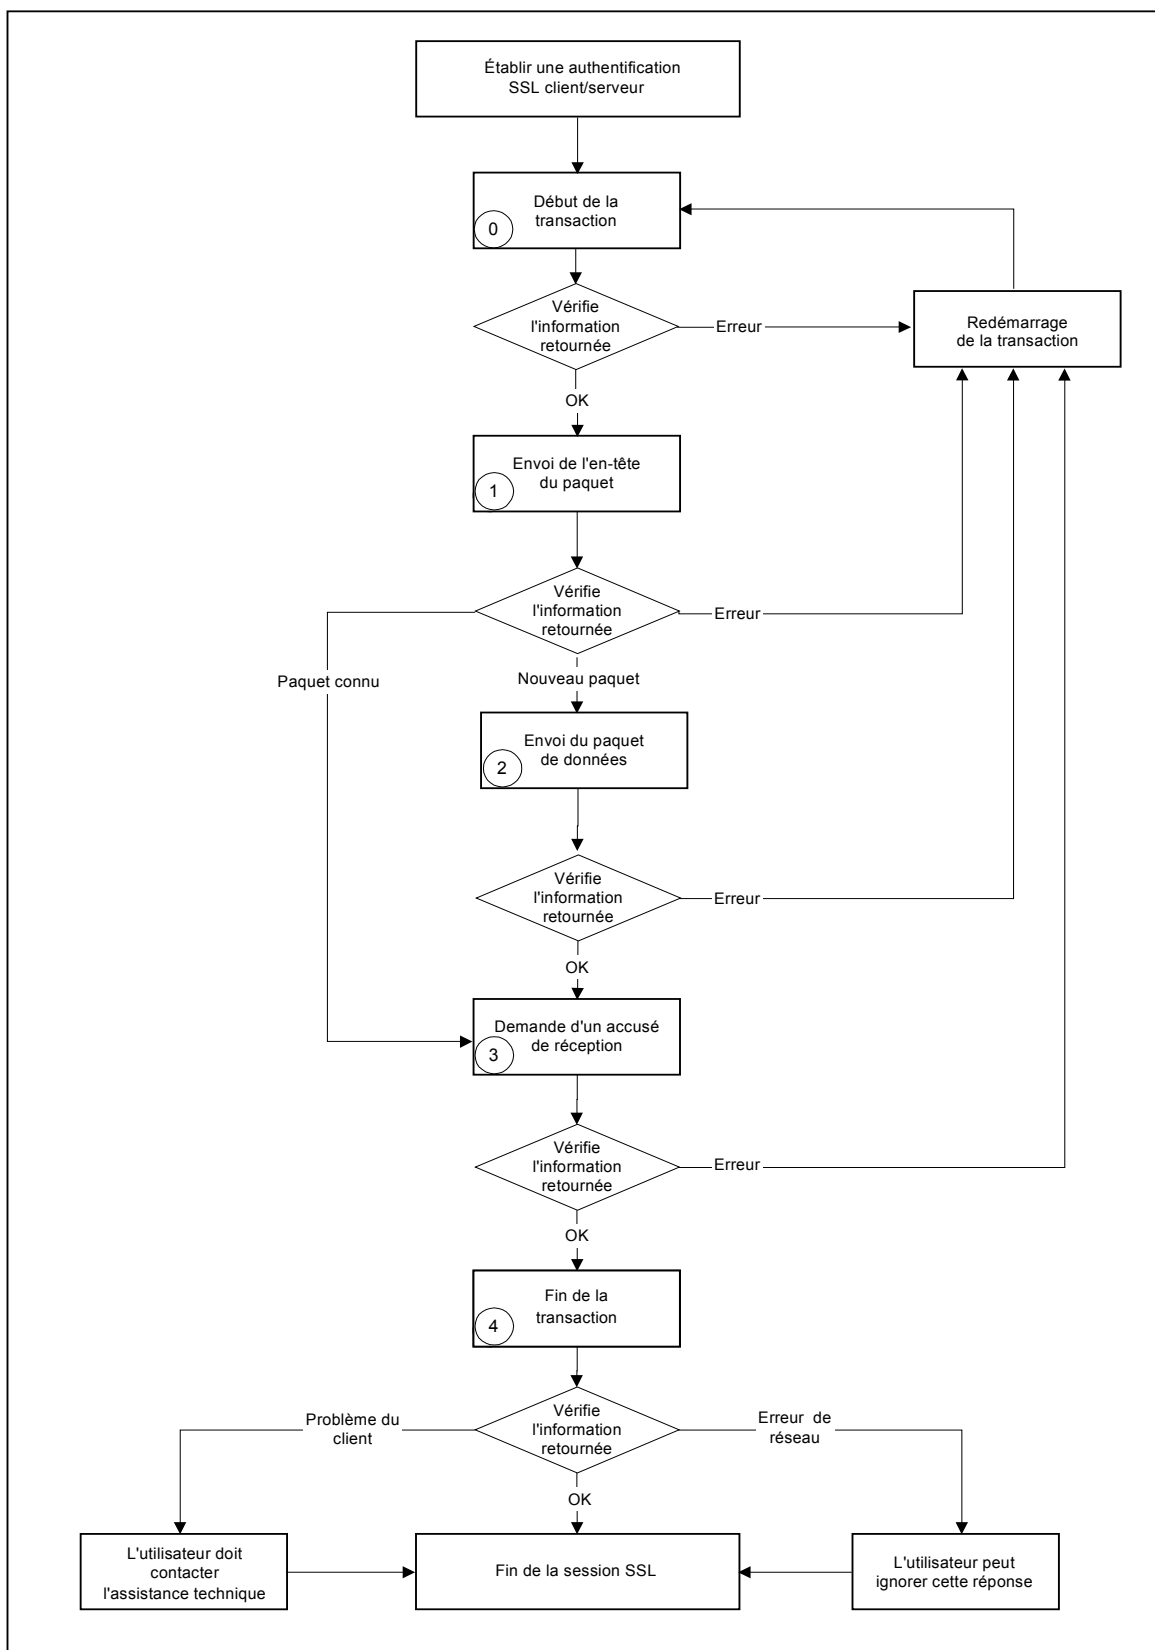 Établir une authentification
SSL client/serveur
Début de la
transaction
0
Vérifie
l'information
retournée
Erreur
Redémarrage
de la transaction
OK
Envoi de l'en-tête
du paquet
1
Vérifie
l'information
retournée
Erreur
Paquet connu
Nouveau paquet
Envoi du paquet
de données
2
Vérifie
l'information
retournée
Erreur
OK
Demande d'un accusé
de réception
3
Vérifie
l'information
retournée
Erreur
OK
Fin de la
transaction
4
Vérifie
l'information
retournée
Problème du
client
Erreur de
réseau
OK
L'utilisateur doit
contacter
l'assistance technique
Fin de la session SSL
L'utilisateur peut
ignorer cette réponse